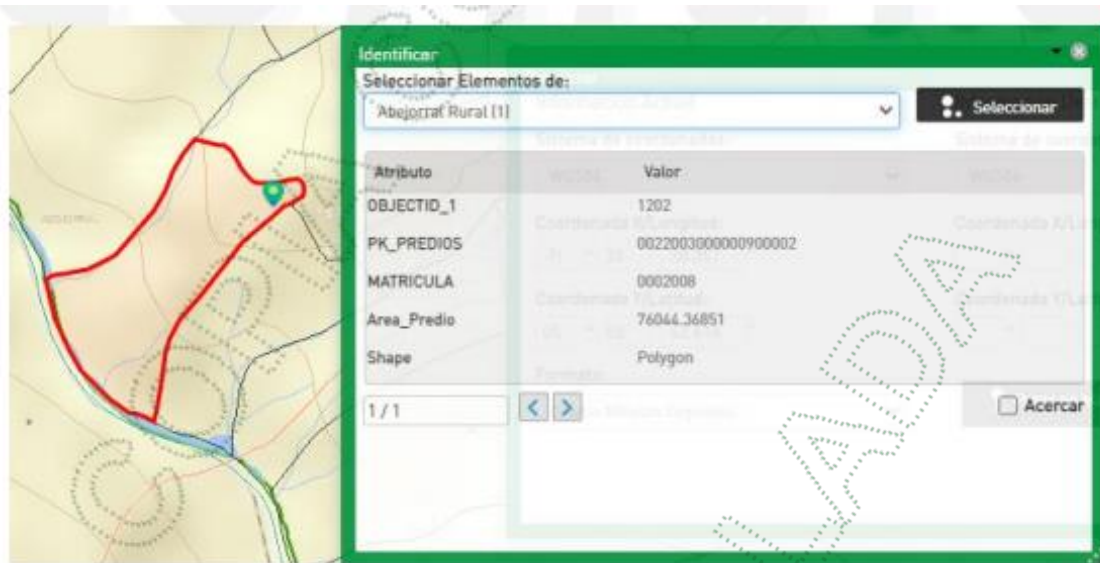 Identificar
Seleccionar Elementos de:
Abejorral Rural (1)
Seleccionar
Atributo Valor
OBJECTID_1 1202
PK_PREDIOS 0022003000000900002
MATRICULA 0002008
Area_Predio 76044.36851
Shape Polygon
1 / 1
Acercar